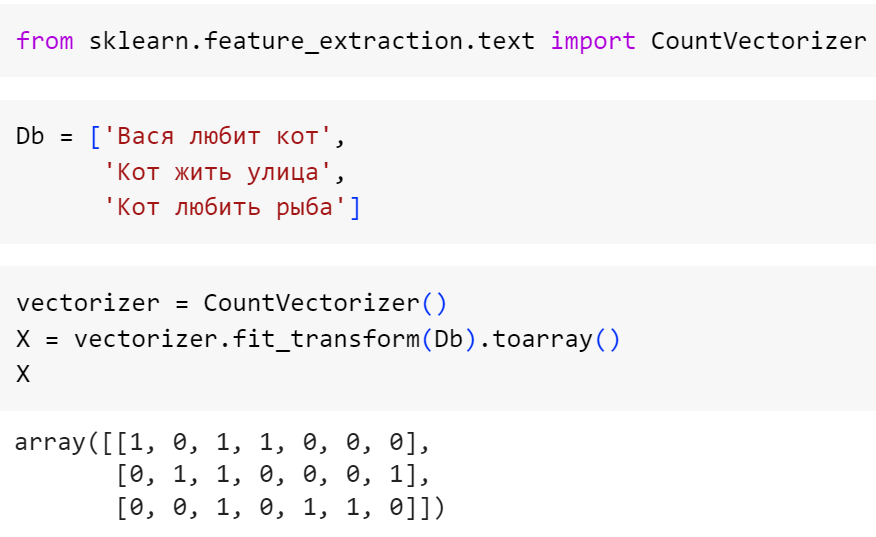 from sklearn.feature_extraction.text import CountVectorizer
Db = ['Вася любит кот',
'Кот жить улица',
'Кот любить рыба']
vectorizer = CountVectorizer()
X = vectorizer.fit_transform(Db).toarray()
X
array([[1, 0, 1, 1, 0, 0, 0],
[0, 1, 1, 0, 0, 0, 1],
[0, 0, 1, 0, 1, 1, 0]])